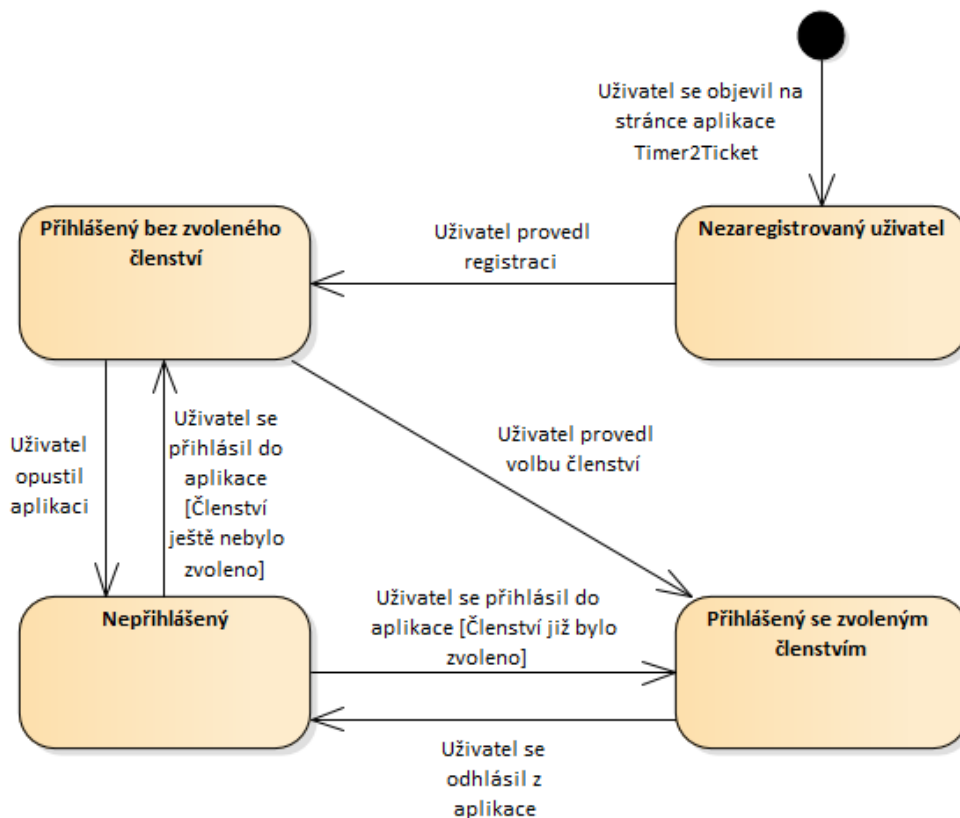 Uživatel se objevil na
stránce aplikace
Timer2Ticket
Přihlášený bez zvoleného
členství
Nezaregistrovaný uživatel
Uživatel provedl
registraci
Uživatel
opustil
aplikaci
Uživatel se
přihlásil do
aplikace
[Členství
ještě nebylo
zvoleno]
Uživatel provedl
volbu členství
Nepřihlášený
Uživatel se přihlásil do
aplikace [Členství již bylo
zvoleno]
Přihlášený se zvoleným
členstvím
Uživatel se
odhlásil z
aplikace